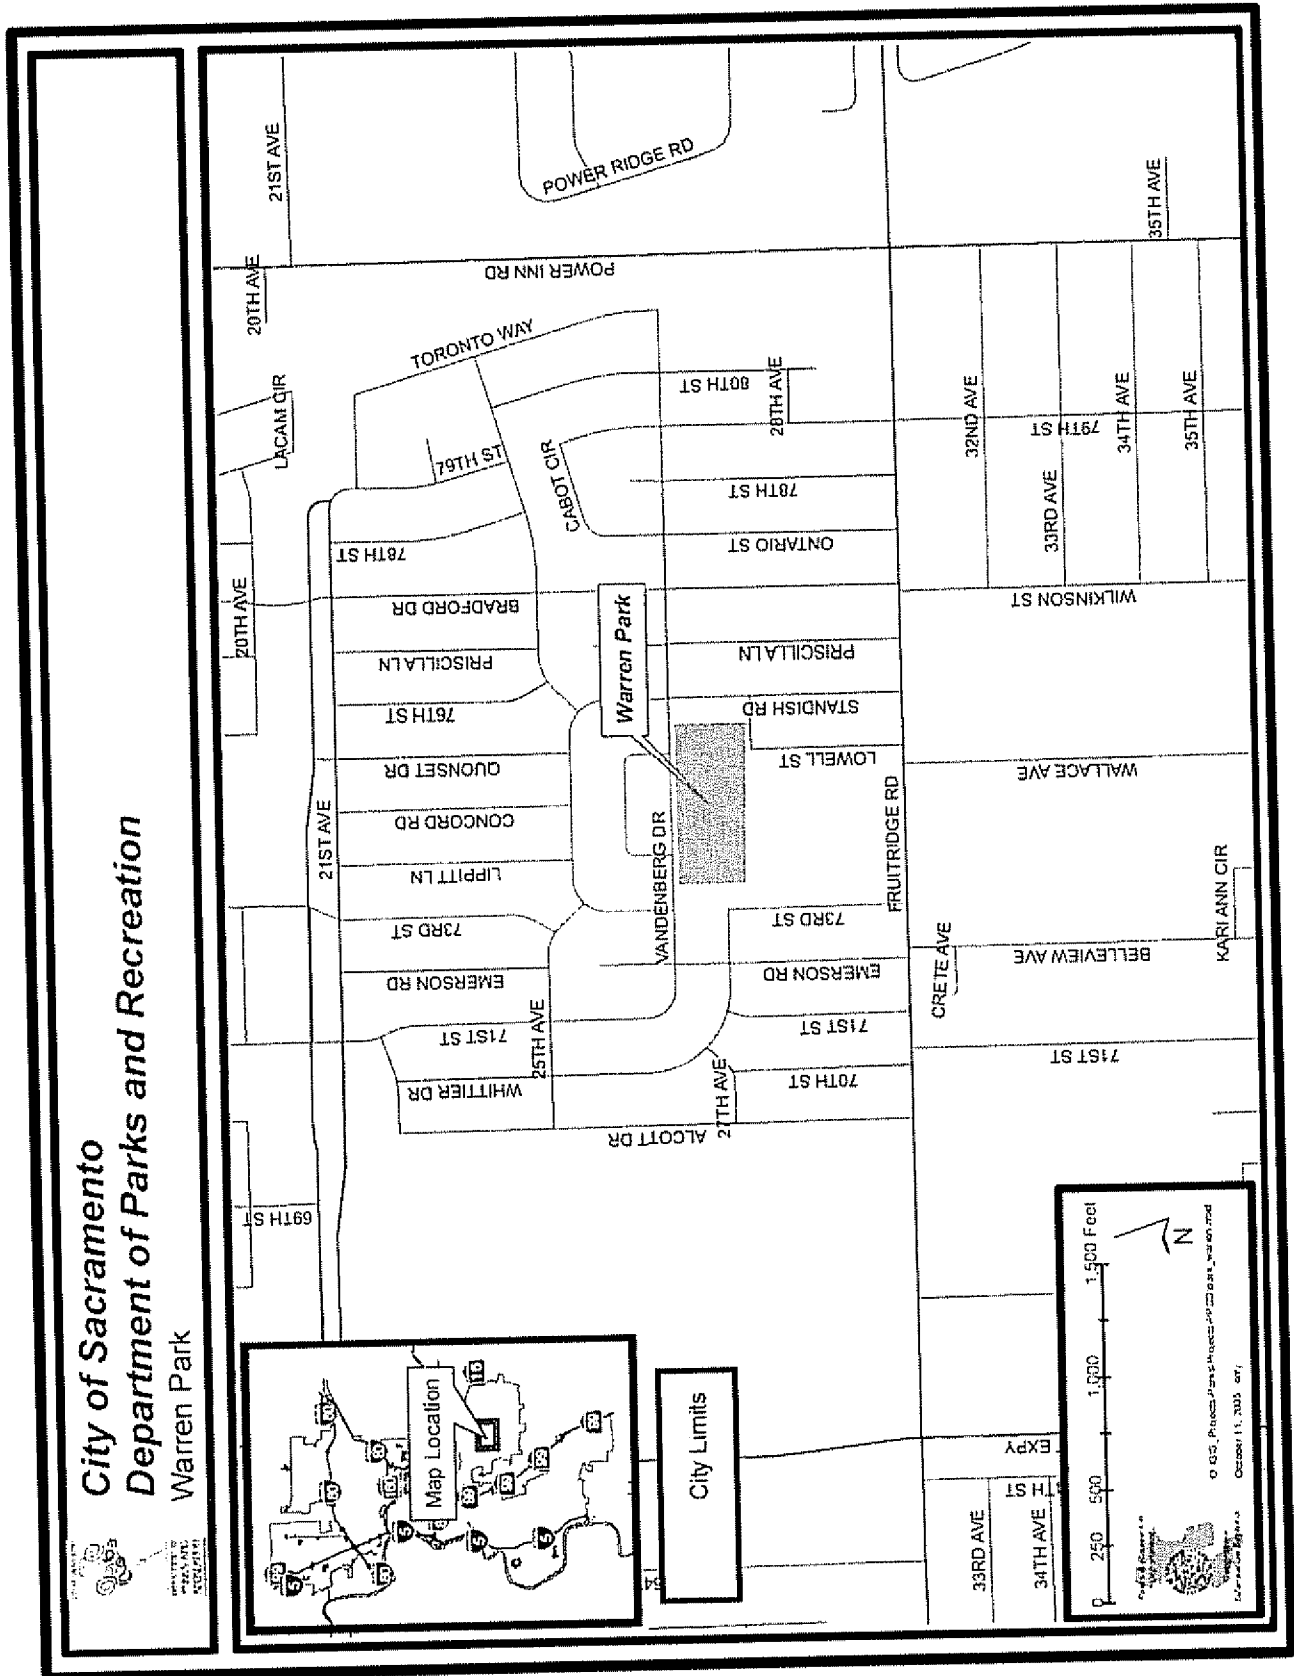 City of Sacramento
Department of Parks and Recreation
Warren Park
21ST AVE
20TH AVE
LACAM CIR
20TH AVE
POWER RIDGE RD
POWER INN RD
TORONTO WAY
79TH ST
78TH ST
CABOT CIR
80TH ST
28TH AVE
78TH ST
ONTARIO ST
BRADFORD DR
PRISCILLA LN
76TH ST
QUONSET DR
CONCORD RD
LIPPITT LN
73RD ST
EMERSON RD
71ST ST
WHITTIER DR
21ST AVE
25TH AVE
69TH ST
Warren Park
VANDENBERG DR
PRISCILLA LN
STANDISH RD
LOWELL ST
73RD ST
EMERSON RD
71ST ST
70TH ST
27TH AVE
ALCOTT DR
FRUITRIDGE RD
35TH AVE
32ND AVE
79TH ST
33RD AVE
34TH AVE
35TH AVE
WILKINSON ST
WALLACE AVE
KARI ANN CIR
BELLEVIEW AVE
CRETE AVE
71ST ST
EXPY
TH ST
33RD AVE
34TH AVE
Map Location
City Limits
0 250 500 1,000 1,500 Feet
N
October 11, 2005